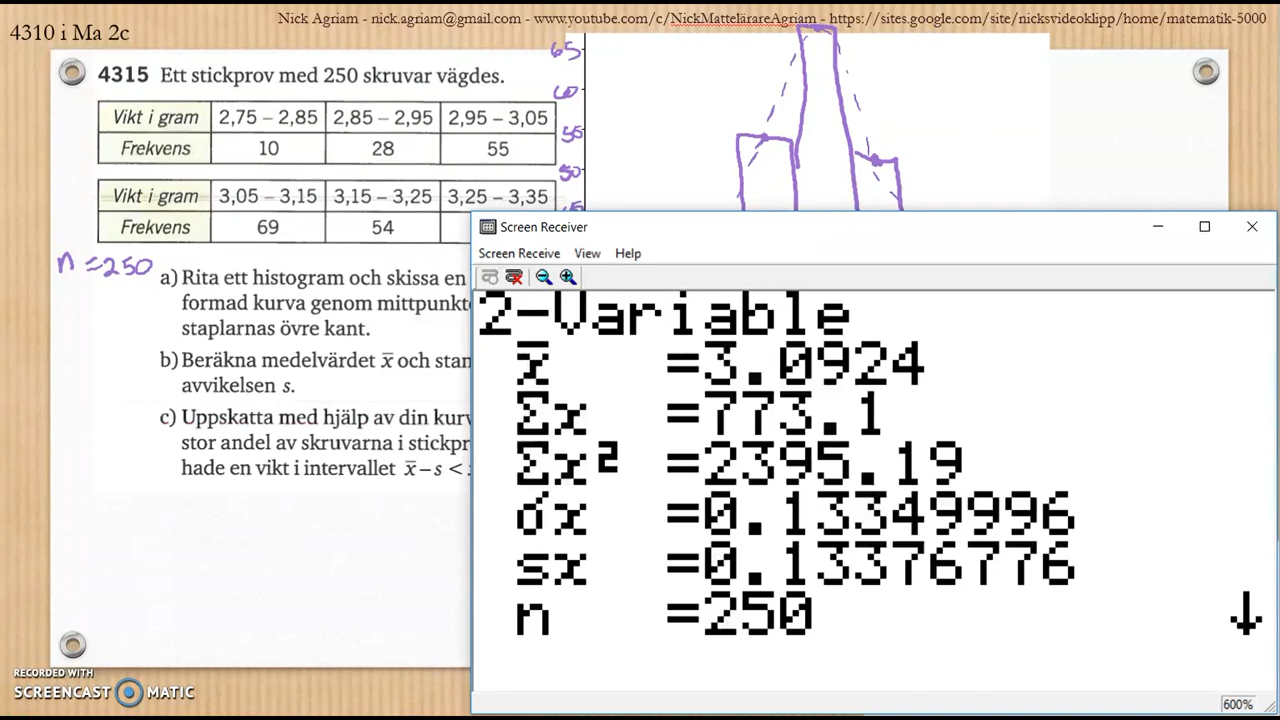 Nick Agriam - nick.agriam@gmail.com - www.youtube.com/c/NickMattelärareAgriam - https://sites.google.com/site/nicksvideoklipp/home/matematik-5000
4310 i Ma 2c
4315 Ett stickprov med 250 skruvar vägdes.
Vikt i gram 2,75 – 2,85 2,85 – 2,95 2,95 – 3,05
Frekvens 10 28 55
Vikt i gram 3,05 – 3,15 3,15 – 3,25 3,25 – 3,35
Frekvens 69 54
n = 250
a) Rita ett histogram och skissa en
formad kurva genom mittpunkt
staplarnas övre kant.
b) Beräkna medelvärdet x̄ och stan
avvikelsen s.
c) Uppskatta med hjälp av din kurv
stor andel av skruvarna i stickpr
hade en vikt i intervallet x̄ – s <
65
60
55
50
Screen Receiver
Screen Receive View Help
2-Variable
x̄ =3.0924
Σx =773.1
Σx² =2395.19
σx =0.13349996
sx =0.13376776
n =250 ↓
600%
RECORDED WITH
SCREENCAST MATIC